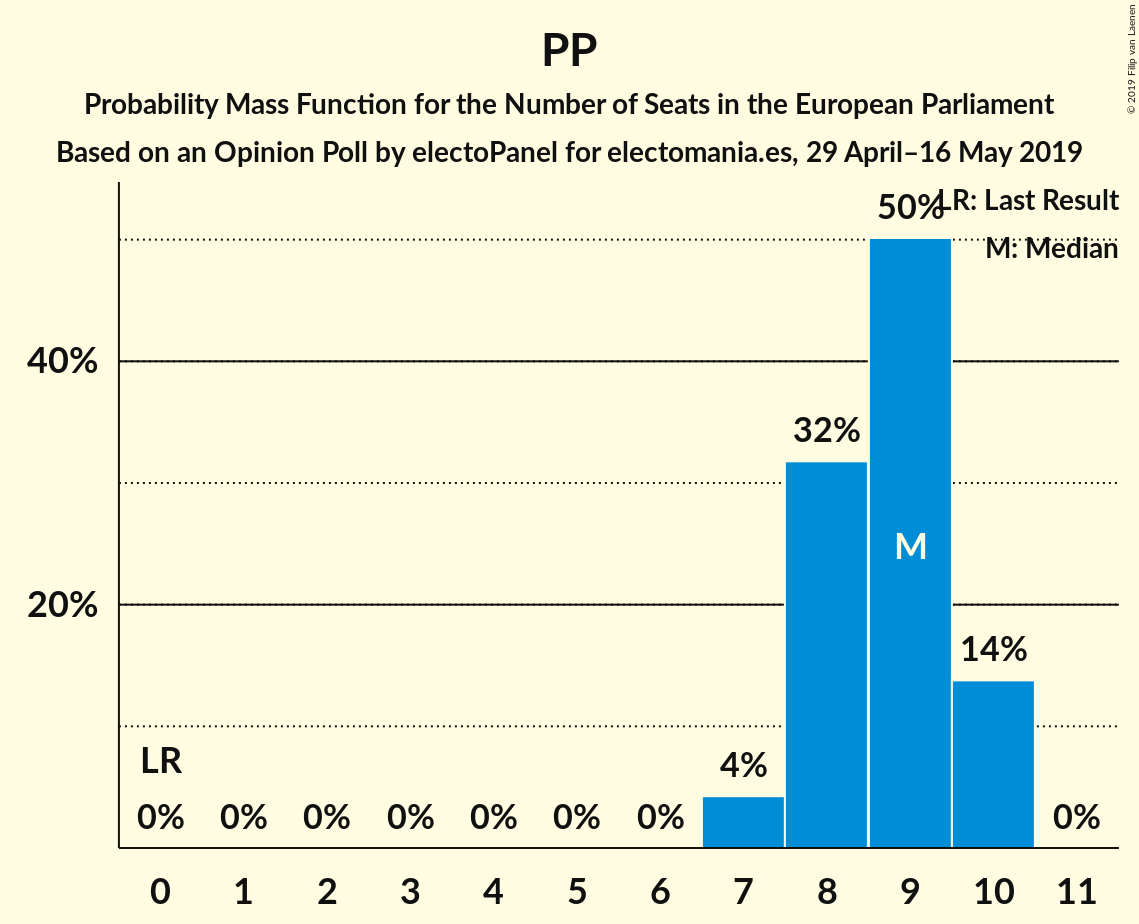 PP
Probability Mass Function for the Number of Seats in the European Parliament
Based on an Opinion Poll by electoPanel for electomania.es, 29 April–16 May 2019
© 2019 Filip van Laenen
LR: Last Result
M: Median
50%
40%
32%
M
20%
14%
LR
4%
0% 0% 0% 0% 0% 0% 0% 0%
0 1 2 3 4 5 6 7 8 9 10 11